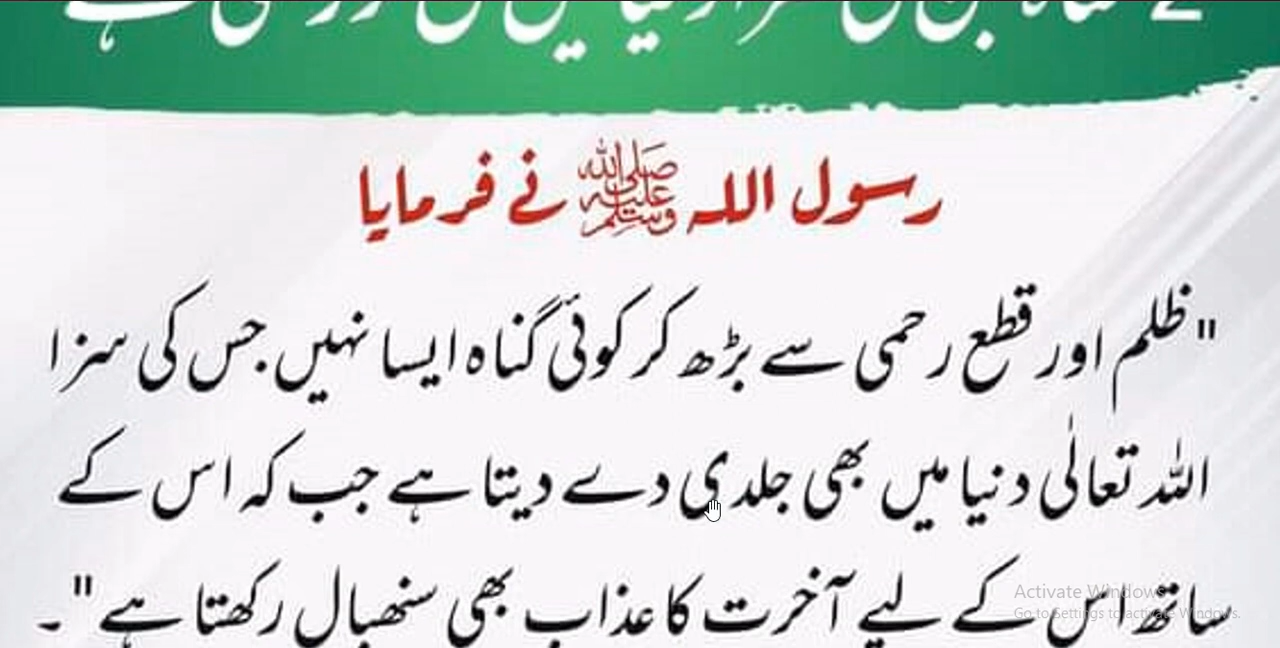 رسول اللہ ﷺ نے فرمایا
"ظلم اور قطع رحمی سے بڑھ کر کوئی گناہ ایسا نہیں جس کی سزا
اللہ تعالٰی دنیا میں بھی جلدی دے دیتا ہے جب کہ اس کے
ساتھ اس کے لیے آخرت کا عذاب بھی سنھبال رکھتا ہے"۔
Activate Windows
Go to Settings to activate Windows.